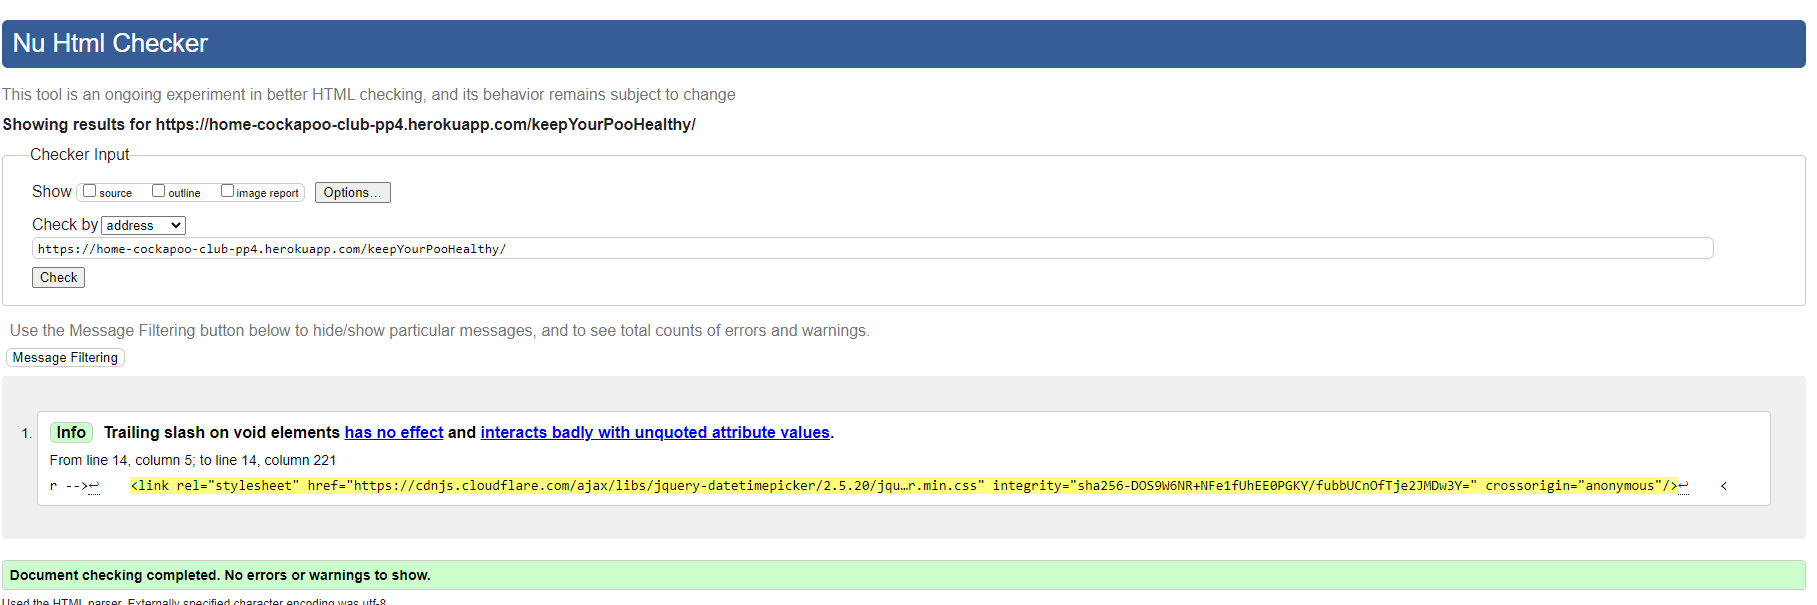 Nu Html Checker
This tool is an ongoing experiment in better HTML checking, and its behavior remains subject to change
Showing results for https://home-cockapoo-club-pp4.herokuapp.com/keepYourPooHealthy/
Checker Input
Show source outline image report Options...
Check by address
https://home-cockapoo-club-pp4.herokuapp.com/keepYourPooHealthy/
Check
Use the Message Filtering button below to hide/show particular messages, and to see total counts of errors and warnings.
Message Filtering
1. Info Trailing slash on void elements has no effect and interacts badly with unquoted attribute values.
From line 14, column 5; to line 14, column 221
r -->↩ <link rel="stylesheet" href="https://cdnjs.cloudflare.com/ajax/libs/jquery-datetimepicker/2.5.20/jqu…r.min.css" integrity="sha256-DOS9W6NR+NFe1fUhEE0PGKY/fubbUCnOfTje2JMDw3Y=" crossorigin="anonymous"/>↩ <
Document checking completed. No errors or warnings to show.
Used the HTML parser. Externally specified character encoding was utf-8.